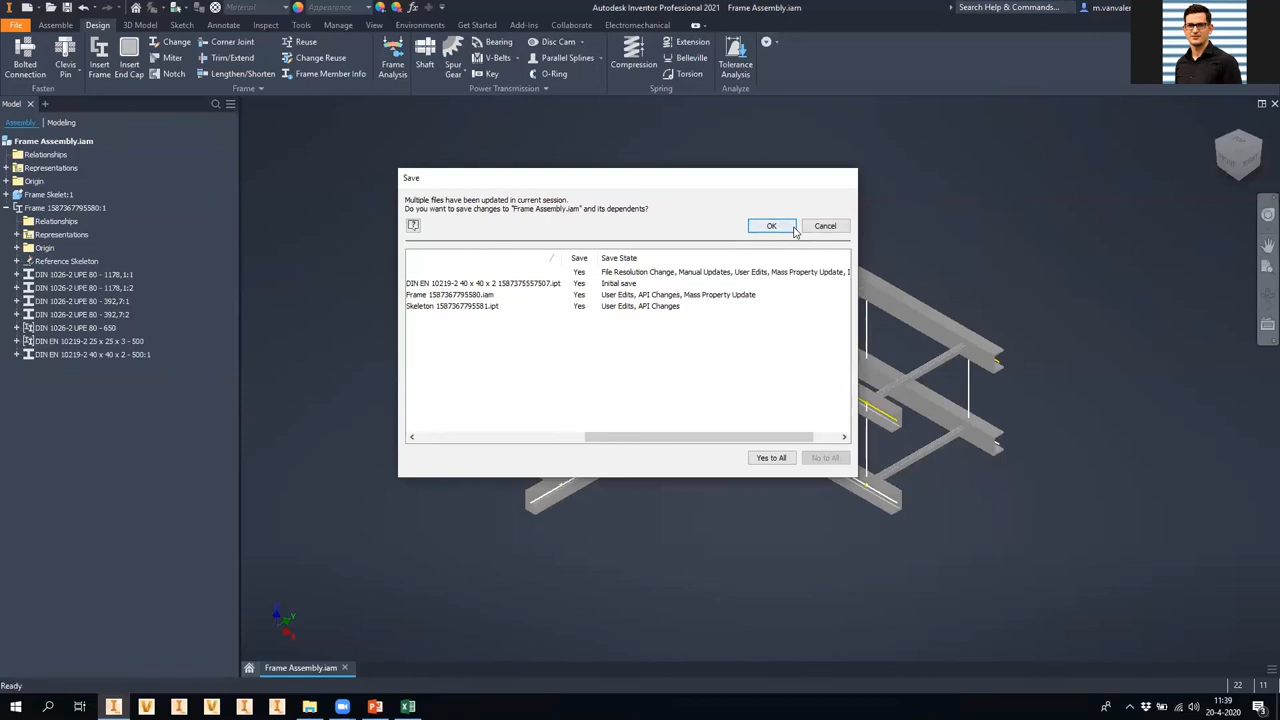 Material
Appearance
Autodesk Inventor Professional 2021
Frame Assembly.iam
Search Help & Commands...
m.vanvaler
File
Assemble
Design
3D Model
Sketch
Annotate
Inspect
Tools
Manage
View
Environments
Get Started
Add-Ins
Collaborate
Electromechanical
Bolted Connection
Clevis Pin
Insert Frame
Insert End Cap
Change
Miter
Notch
Corner Joint
Trim/Extend
Lengthen/Shorten
Reuse
Change Reuse
Frame Member Info
Frame Analysis
Shaft
Spur Gear
Bearing
V-Belts
Key
Disc Cam
Parallel Splines
O-Ring
Compression
Extension
Belleville
Torsion
Tolerance Analysis
Fasten
Frame
Power Transmission
Spring
Analyze
Model
Assembly
Modeling
Frame Assembly.iam
Relationships
Representations
Origin
Frame Skelet:1
Frame 1587367795580:1
Relationships
Representations
Origin
Reference Skeleton
DIN 1026-2 UPE 80 - 1178,1:1
DIN 1026-2 UPE 80 - 1178,1:2
DIN 1026-2 UPE 80 - 392,7:1
DIN 1026-2 UPE 80 - 392,7:2
DIN 1026-2 UPE 80 - 650
DIN EN 10219-2 25 x 25 x 3 - 500
DIN EN 10219-2 40 x 40 x 2 - 500:1
Save
Multiple files have been updated in current session.
Do you want to save changes to "Frame Assembly.iam" and its dependents?
OK
Cancel
Save
Save State
Yes
File Resolution Change, Manual Updates, User Edits, Mass Property Update, I
DIN EN 10219-2 40 x 40 x 2 1587375557507.ipt
Yes
Initial save
Frame 1587367795580.iam
Yes
User Edits, API Changes, Mass Property Update
Skeleton 1587367795581.ipt
Yes
User Edits, API Changes
Yes to All
No to All
Frame Assembly.iam
Ready
22
11
11:39
20-4-2020